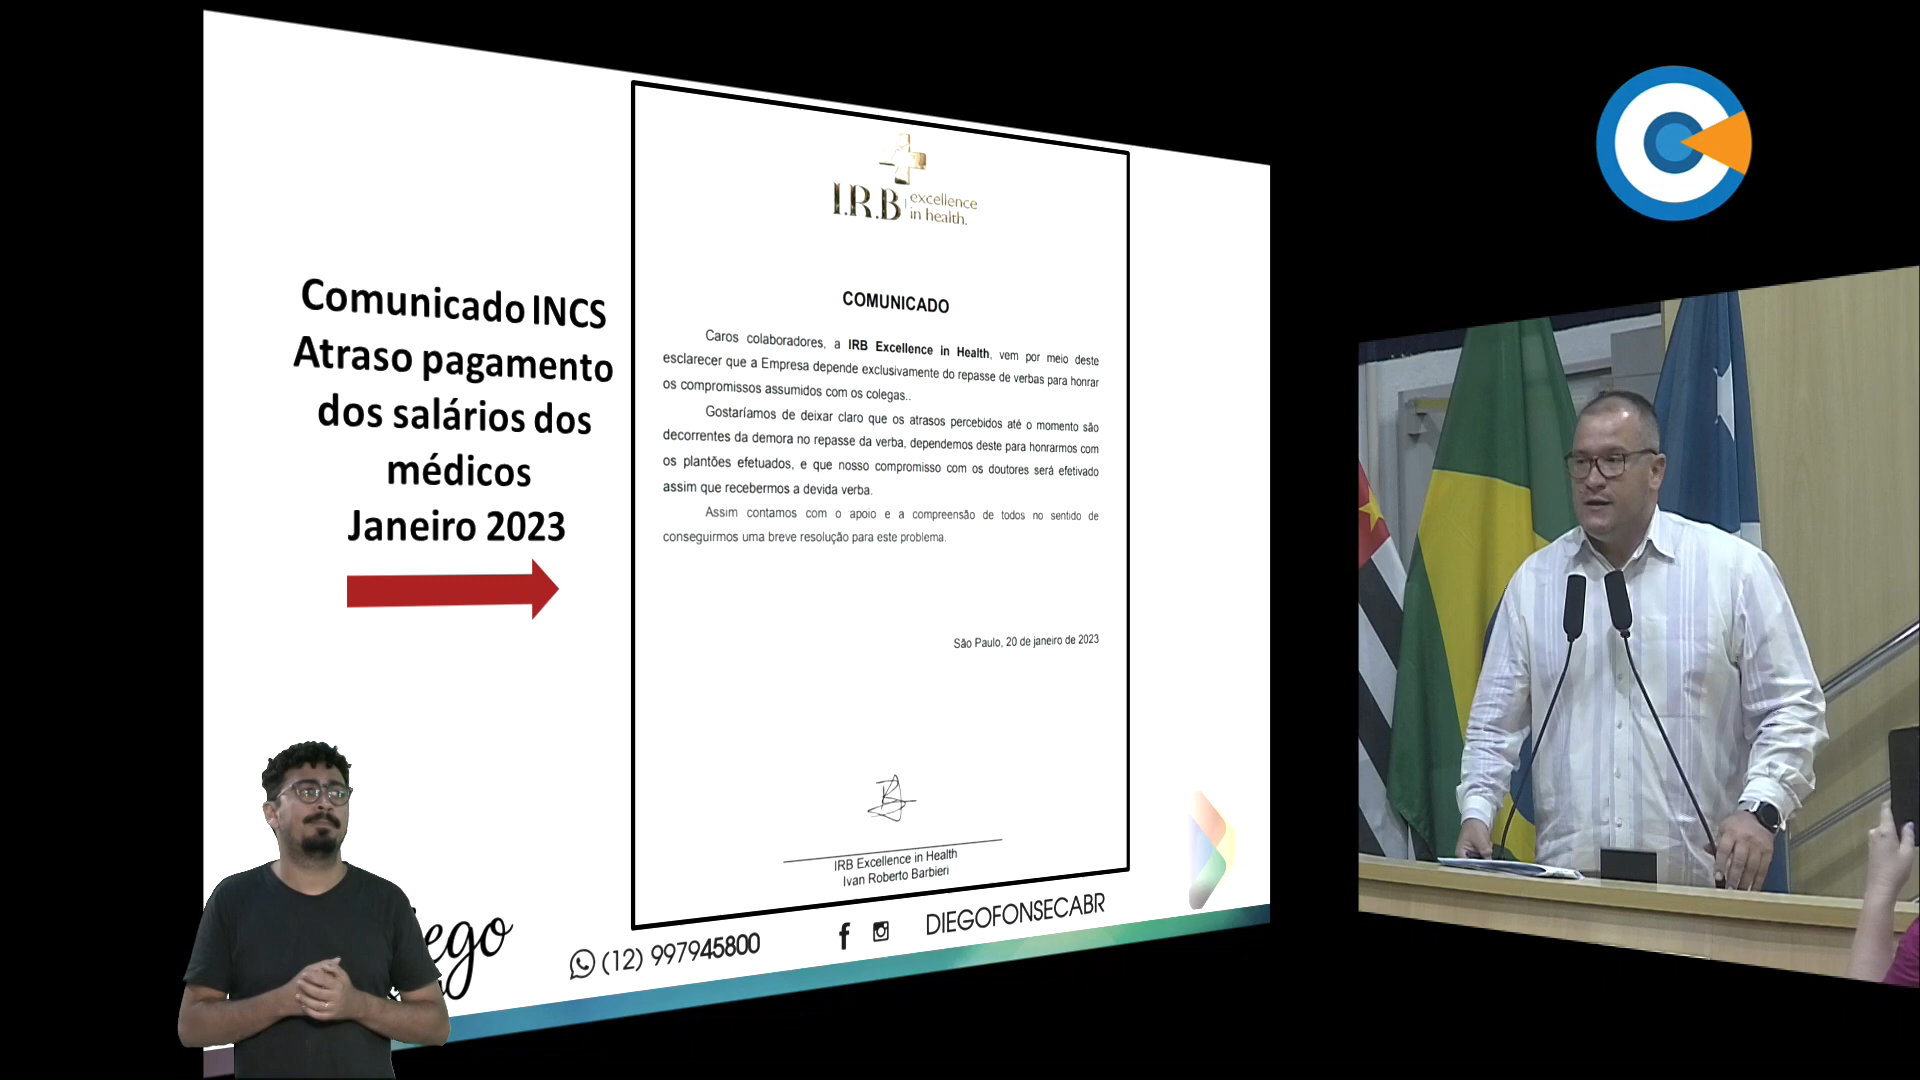 Comunicado INCS
Atraso pagamento
dos salários dos
médicos
Janeiro 2023
I.R.B excellence
in health.
COMUNICADO
Caros colaboradores, a IRB Excellence in Health, vem por meio deste
esclarecer que a Empresa depende exclusivamente do repasse de verbas para honrar
os compromissos assumidos com os colegas..
Gostaríamos de deixar claro que os atrasos percebidos até o momento são
decorrentes da demora no repasse da verba, dependemos deste para honrarmos com
os plantões efetuados, e que nosso compromisso com os doutores será efetivado
assim que recebermos a devida verba.
Assim contamos com o apoio e a compreensão de todos no sentido de
conseguirmos uma breve resolução para este problema.
São Paulo, 20 de janeiro de 2023
IRB Excellence in Health
Ivan Roberto Barbieri
ego
(12) 997945800
DIEGOFONSECABR